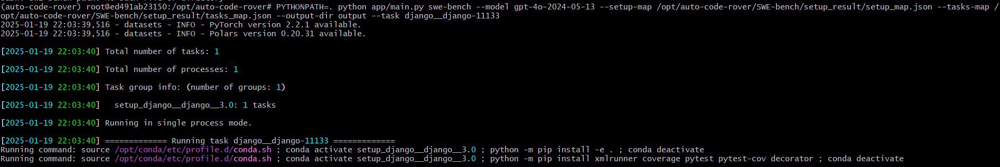 (auto-code-rover) root@ed491ab23150:/opt/auto-code-rover# PYTHONPATH=. python app/main.py swe-bench --model gpt-4o-2024-05-13 --setup-map /opt/auto-code-rover/SWE-bench/setup_result/setup_map.json --tasks-map /
opt/auto-code-rover/SWE-bench/setup_result/tasks_map.json --output-dir output --task django__django-11133
2025-01-19 22:03:39,516 - datasets - INFO - PyTorch version 2.2.1 available.
2025-01-19 22:03:39,516 - datasets - INFO - Polars version 0.20.31 available.
[2025-01-19 22:03:40] Total number of tasks: 1
[2025-01-19 22:03:40] Total number of processes: 1
[2025-01-19 22:03:40] Task group info: (number of groups: 1)
[2025-01-19 22:03:40]   setup_django__django__3.0: 1 tasks
[2025-01-19 22:03:40] Running in single process mode.
[2025-01-19 22:03:40] ============= Running task django__django-11133 =============
Running command: source /opt/conda/etc/profile.d/conda.sh ; conda activate setup_django__django__3.0 ; python -m pip install -e . ; conda deactivate
Running command: source /opt/conda/etc/profile.d/conda.sh ; conda activate setup_django__django__3.0 ; python -m pip install xmlrunner coverage pytest pytest-cov decorator ; conda deactivate